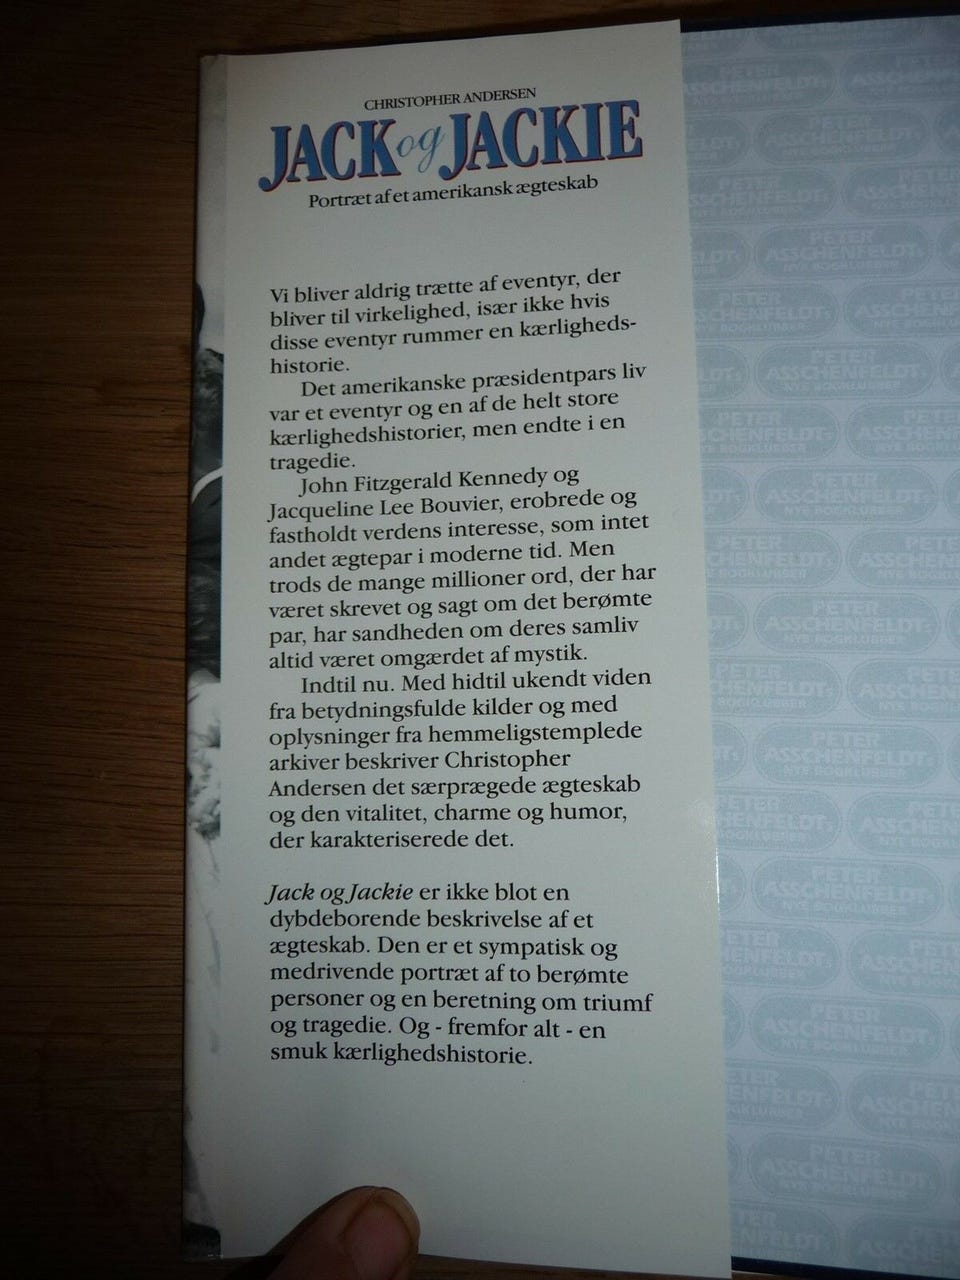 CHRISTOPHER ANDERSEN
JACK og JACKIE
Portræt af et amerikansk ægteskab
Vi bliver aldrig trætte af eventyr, der
bliver til virkelighed, især ikke hvis
disse eventyr rummer en kærligheds-
historie.
Det amerikanske præsidentpars liv
var et eventyr og en af de helt store
kærlighedshistorier, men endte i en
tragedie.
John Fitzgerald Kennedy og
Jacqueline Lee Bouvier, erobrede og
fastholdt verdens interesse, som intet
andet ægtepar i moderne tid. Men
trods de mange millioner ord, der har
været skrevet og sagt om det berømte
par, har sandheden om deres samliv
altid været omgærdet af mystik.
Indtil nu. Med hidtil ukendt viden
fra betydningsfulde kilder og med
oplysninger fra hemmeligstemplede
arkiver beskriver Christopher
Andersen det særprægede ægteskab
og den vitalitet, charme og humor,
der karakteriserede det.
Jack og Jackie er ikke blot en
dybdeborende beskrivelse af et
ægteskab. Den er et sympatisk og
medrivende portræt af to berømte
personer og en beretning om triumf
og tragedie. Og - fremfor alt - en
smuk kærlighedshistorie.
PETER
ASSCHENFELDTs
NYE BOGKLUBBER